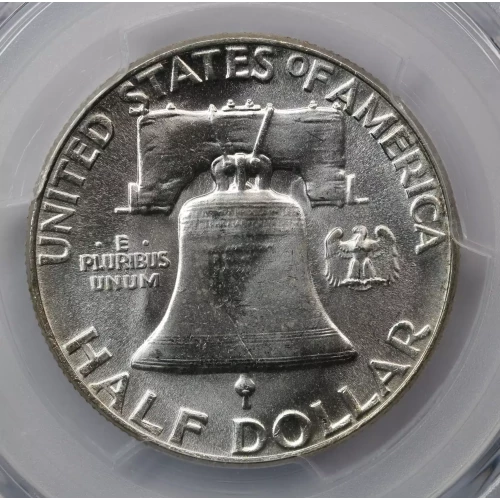 UNITED STATES OF AMERICA
· E ·
PLURIBUS
UNUM
HALF DOLLAR